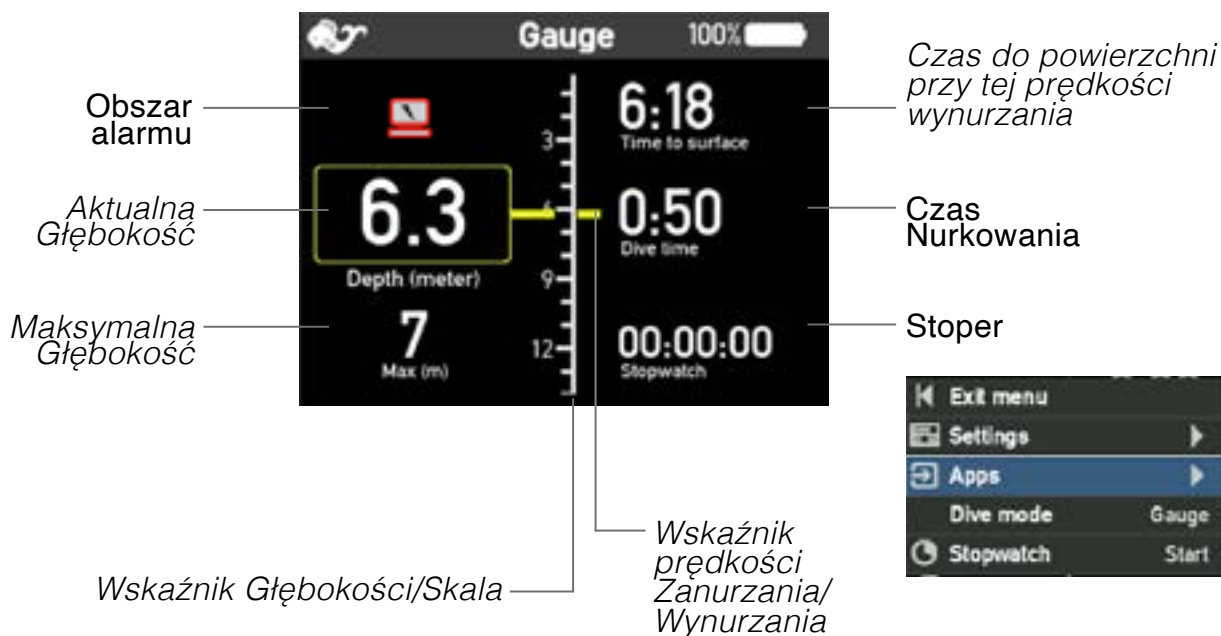 Gauge 100%
Obszar
alarmu
3
6:18
Time to surface
Czas do powierzchni
przy tej prędkości
wynurzania
Aktualna
Głębokość
6.3
Depth (meter)
6
0:50
Dive time
Czas
Nurkowania
9
Maksymalna
Głębokość
7
Max (m)
12
00:00:00
Stopwatch
Stoper
Exit menu
Settings
Apps
Dive mode Gauge
Stopwatch Start
Wskaźnik
prędkości
Zanurzania/
Wynurzania
Wskaźnik Głębokości/Skala